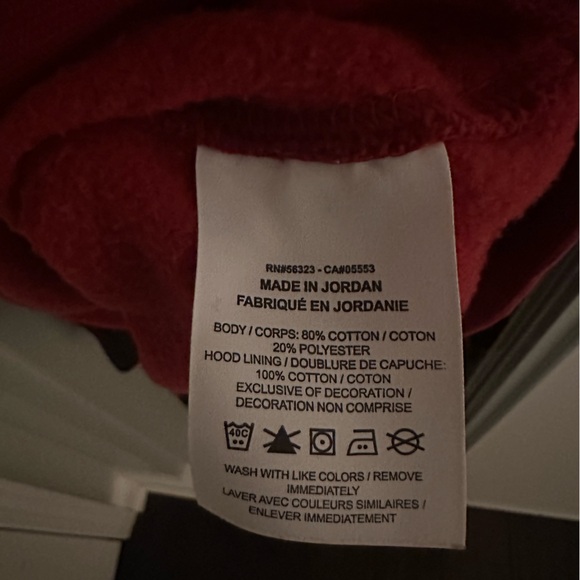 RN#56323 - CA#05553
MADE IN JORDAN
FABRIQUÉ EN JORDANIE
BODY / CORPS: 80% COTTON / COTON
20% POLYESTER
HOOD LINING / DOUBLURE DE CAPUCHE:
100% COTTON / COTON
EXCLUSIVE OF DECORATION /
DECORATION NON COMPRISE
40C
WASH WITH LIKE COLORS / REMOVE
IMMEDIATELY
LAVER AVEC COULEURS SIMILAIRES /
ENLEVER IMMEDIATEMENT